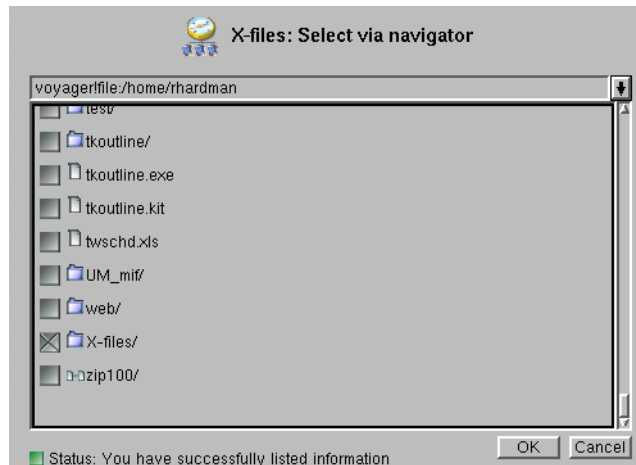 X-files: Select via navigator
voyager!file:/home/rhardman
test/
tkoutline/
tkoutline.exe
tkoutline.kit
twschd.xls
UM_mif/
web/
X-files/
zip100/
OK Cancel
Status: You have successfully listed information